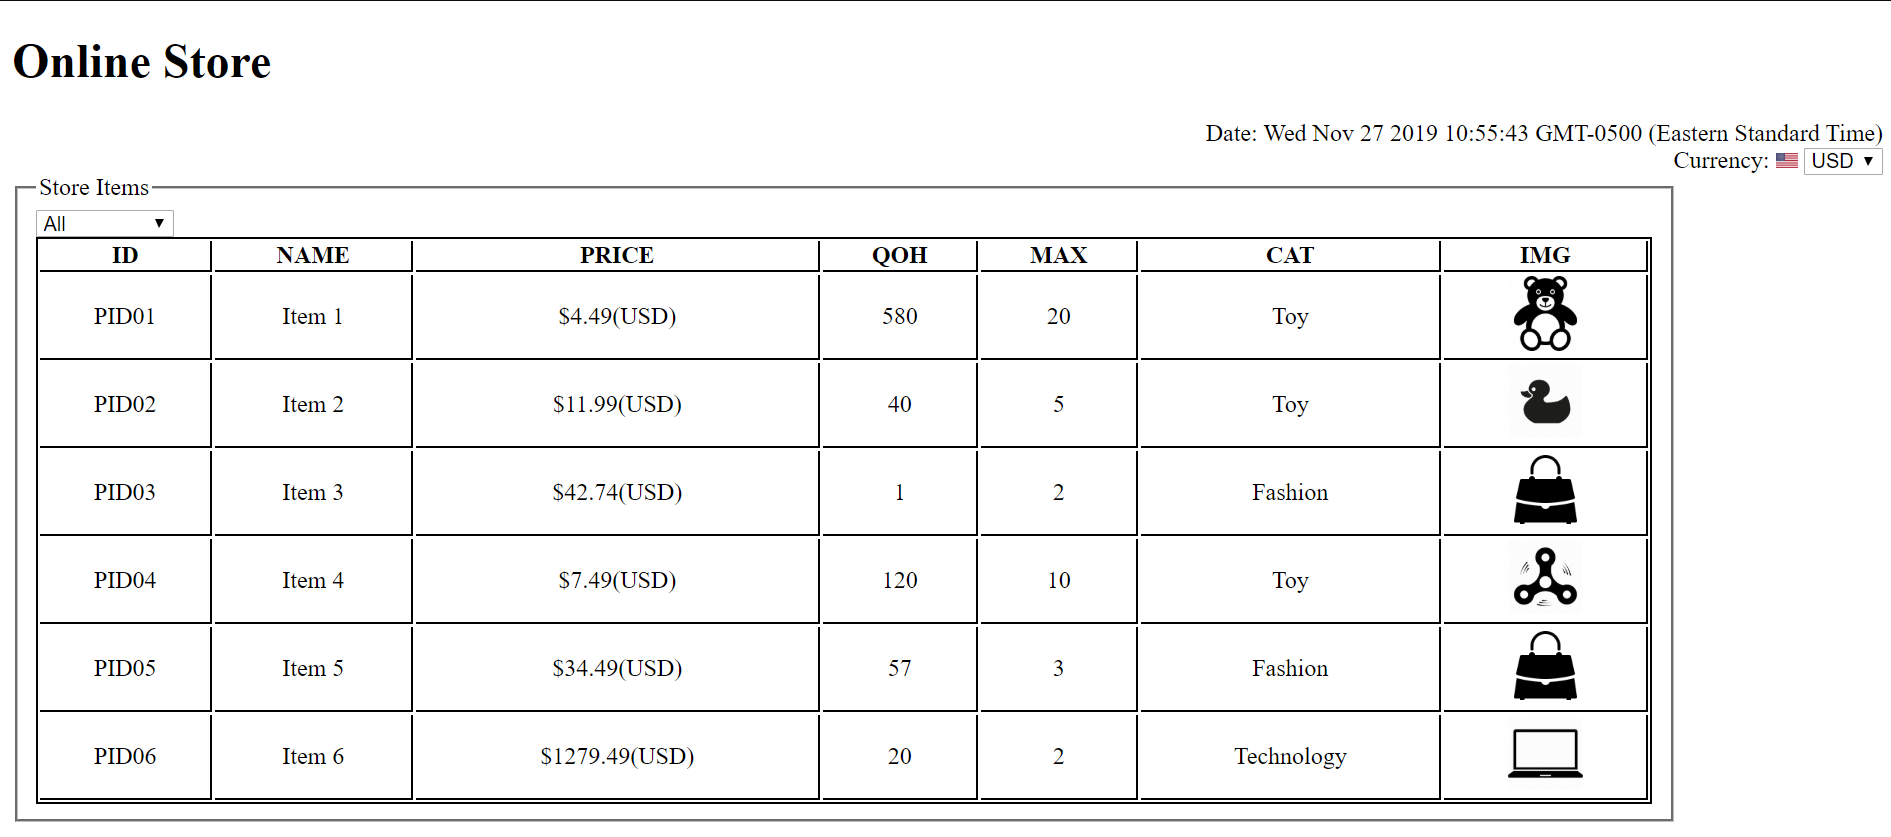 Online Store
Date: Wed Nov 27 2019 10:55:43 GMT-0500 (Eastern Standard Time)
Currency: USD
Store Items
All
ID NAME PRICE QOH MAX CAT IMG
PID01 Item 1 $4.49(USD) 580 20 Toy
PID02 Item 2 $11.99(USD) 40 5 Toy
PID03 Item 3 $42.74(USD) 1 2 Fashion
PID04 Item 4 $7.49(USD) 120 10 Toy
PID05 Item 5 $34.49(USD) 57 3 Fashion
PID06 Item 6 $1279.49(USD) 20 2 Technology